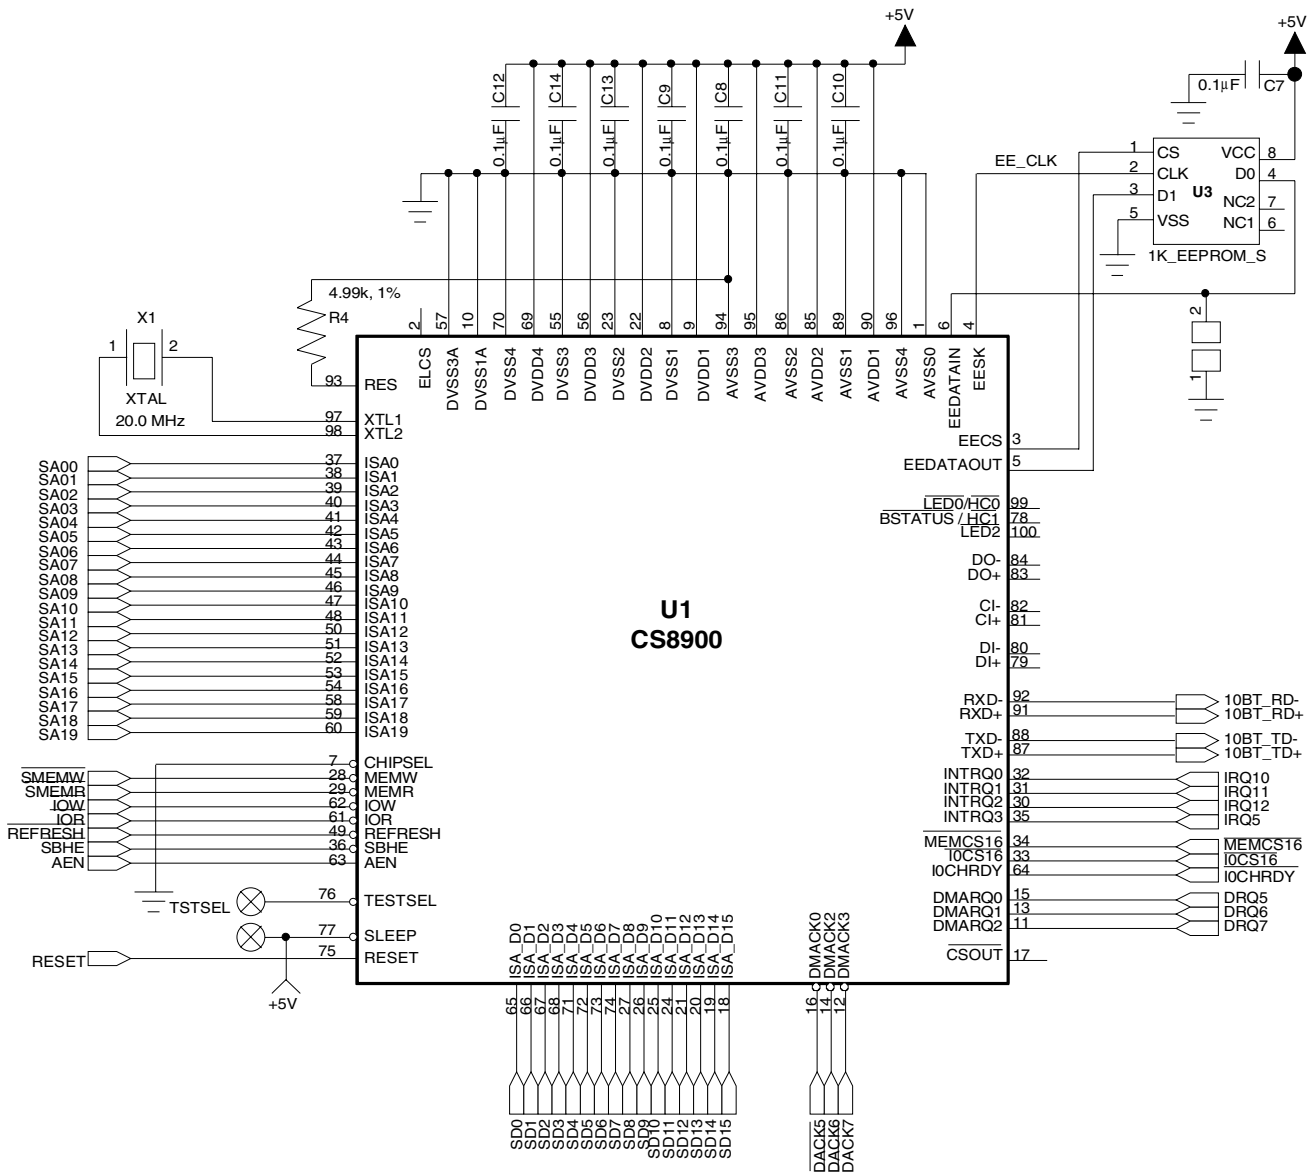 +5V
+5V
C12 0.1µF
C14 0.1µF
C13 0.1µF
C9 0.1µF
C8 0.1µF
C11 0.1µF
C10 0.1µF
0.1µF C7
EE_CLK
1 CS VCC 8
2 CLK D0 4
U3
3 D1 NC2 7
5 VSS NC1 6
1K_EEPROM_S
2
1
4.99k, 1%
R4
X1
1 2
XTAL
20.0 MHz
2 ELCS
57 DVSS3A
10 DVSS1A
70 DVSS4
69 DVDD4
55 DVSS3
56 DVDD3
23 DVSS2
22 DVDD2
8 DVSS1
9 DVDD1
94 AVSS3
95 AVDD3
86 AVSS2
85 AVDD2
89 AVSS1
90 AVDD1
96 AVSS4
1 AVSS0
6 EEDATAIN
4 EESK
93 RES
97 XTL1
98 XTL2
SA00 37 ISA0
SA01 38 ISA1
SA02 39 ISA2
SA03 40 ISA3
SA04 41 ISA4
SA05 42 ISA5
SA06 43 ISA6
SA07 44 ISA7
SA08 45 ISA8
SA09 46 ISA9
SA10 47 ISA10
SA11 48 ISA11
SA12 50 ISA12
SA13 51 ISA13
SA14 52 ISA14
SA15 53 ISA15
SA16 54 ISA16
SA17 58 ISA17
SA18 59 ISA18
SA19 60 ISA19
7 CHIPSEL
SMEMW 28 MEMW
SMEMR 29 MEMR
IOW 62 IOW
IOR 61 IOR
REFRESH 49 REFRESH
SBHE 36 SBHE
AEN 63 AEN
TSTSEL 76 TESTSEL
77 SLEEP
RESET 75 RESET
+5V
U1
CS8900
EECS 3
EEDATAOUT 5
LED0/HC0 99
BSTATUS / HC1 78
LED2 100
DO- 84
DO+ 83
CI- 82
CI+ 81
DI- 80
DI+ 79
RXD- 92 10BT_RD-
RXD+ 91 10BT_RD+
TXD- 88 10BT_TD-
TXD+ 87 10BT_TD+
INTRQ0 32 IRQ10
INTRQ1 31 IRQ11
INTRQ2 30 IRQ12
INTRQ3 35 IRQ5
MEMCS16 34 MEMCS16
I0CS16 33 I0CS16
I0CHRDY 64 I0CHRDY
DMARQ0 15 DRQ5
DMARQ1 13 DRQ6
DMARQ2 11 DRQ7
CSOUT 17
ISA_D0 65 SD0
ISA_D1 66 SD1
ISA_D2 67 SD2
ISA_D3 68 SD3
ISA_D4 71 SD4
ISA_D5 72 SD5
ISA_D6 73 SD6
ISA_D7 74 SD7
ISA_D8 27 SD8
ISA_D9 26 SD9
ISA_D10 25 SD10
ISA_D11 24 SD11
ISA_D12 21 SD12
ISA_D13 20 SD13
ISA_D14 19 SD14
ISA_D15 18 SD15
DMACK0 16 DACK5
DMACK2 14 DACK6
DMACK3 12 DACK7